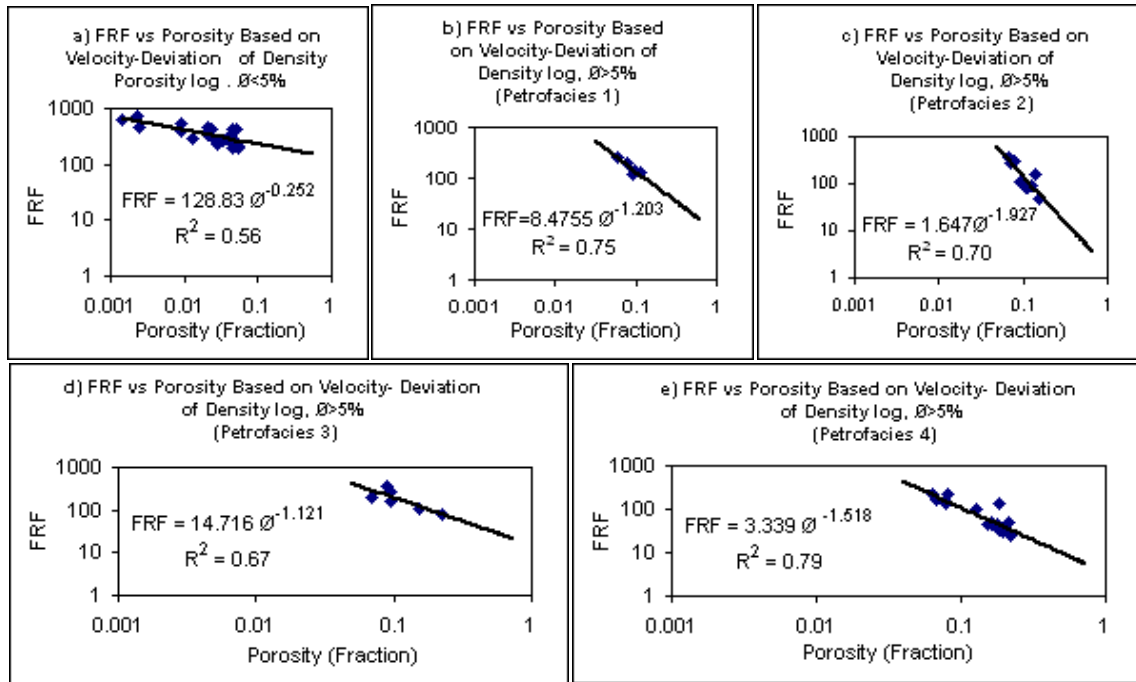 a) FRF vs Porosity Based on
Velocity-Deviation of Density
Porosity log . Ø<5%
1000
100
10
1
FRF
FRF = 128.83 Ø^-0.252
R^2 = 0.56
0.001 0.01 0.1 1
Porosity (Fraction)
b) FRF vs Porosity Based
on Velocity-Deviation of
Density log, Ø>5%
(Petrofacies 1)
1000
100
10
1
FRF
FRF=8.4755 Ø^-1.203
R^2 = 0.75
0.001 0.01 0.1 1
Porosity (Fraction)
c) FRF vs Porosity Based on
Velocity-Deviation of
Density log, Ø>5%
(Petrofacies 2)
1000
100
10
1
FRF
FRF = 1.647Ø^-1.927
R^2 = 0.70
0.001 0.01 0.1 1
Porosity (Fraction)
d) FRF vs Porosity Based on Velocity- Deviation
of Density log, Ø>5%
(Petrofacies 3)
1000
100
10
1
FRF
FRF = 14.716 Ø^-1.121
R^2 = 0.67
0.001 0.01 0.1 1
Porosity (Fraction)
e) FRF vs Porosity Based on Velocity- Deviation
of Density log, Ø>5%
(Petrofacies 4)
1000
100
10
1
FRF
FRF = 3.339 Ø^-1.518
R^2 = 0.79
0.001 0.01 0.1 1
Porosity (Fraction)